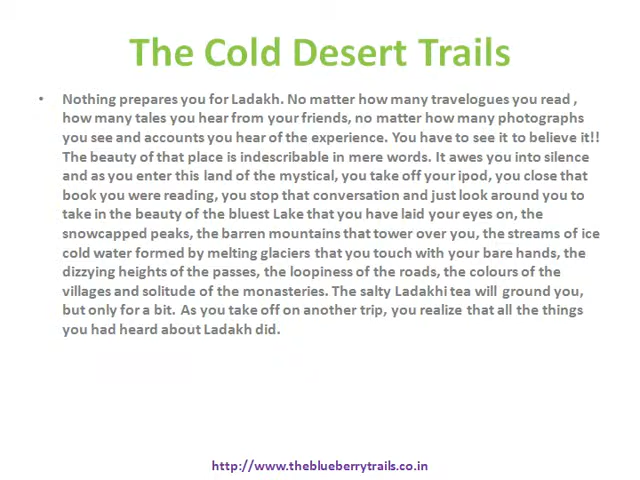 The Cold Desert Trails
• Nothing prepares you for Ladakh. No matter how many travelogues you read ,
how many tales you hear from your friends, no matter how many photographs
you see and accounts you hear of the experience. You have to see it to believe it!!
The beauty of that place is indescribable in mere words. It awes you into silence
and as you enter this land of the mystical, you take off your ipod, you close that
book you were reading, you stop that conversation and just look around you to
take in the beauty of the bluest Lake that you have laid your eyes on, the
snowcapped peaks, the barren mountains that tower over you, the streams of ice
cold water formed by melting glaciers that you touch with your bare hands, the
dizzying heights of the passes, the loopiness of the roads, the colours of the
villages and solitude of the monasteries. The salty Ladakhi tea will ground you,
but only for a bit. As you take off on another trip, you realize that all the things
you had heard about Ladakh did.
http://www.theblueberrytrails.co.in